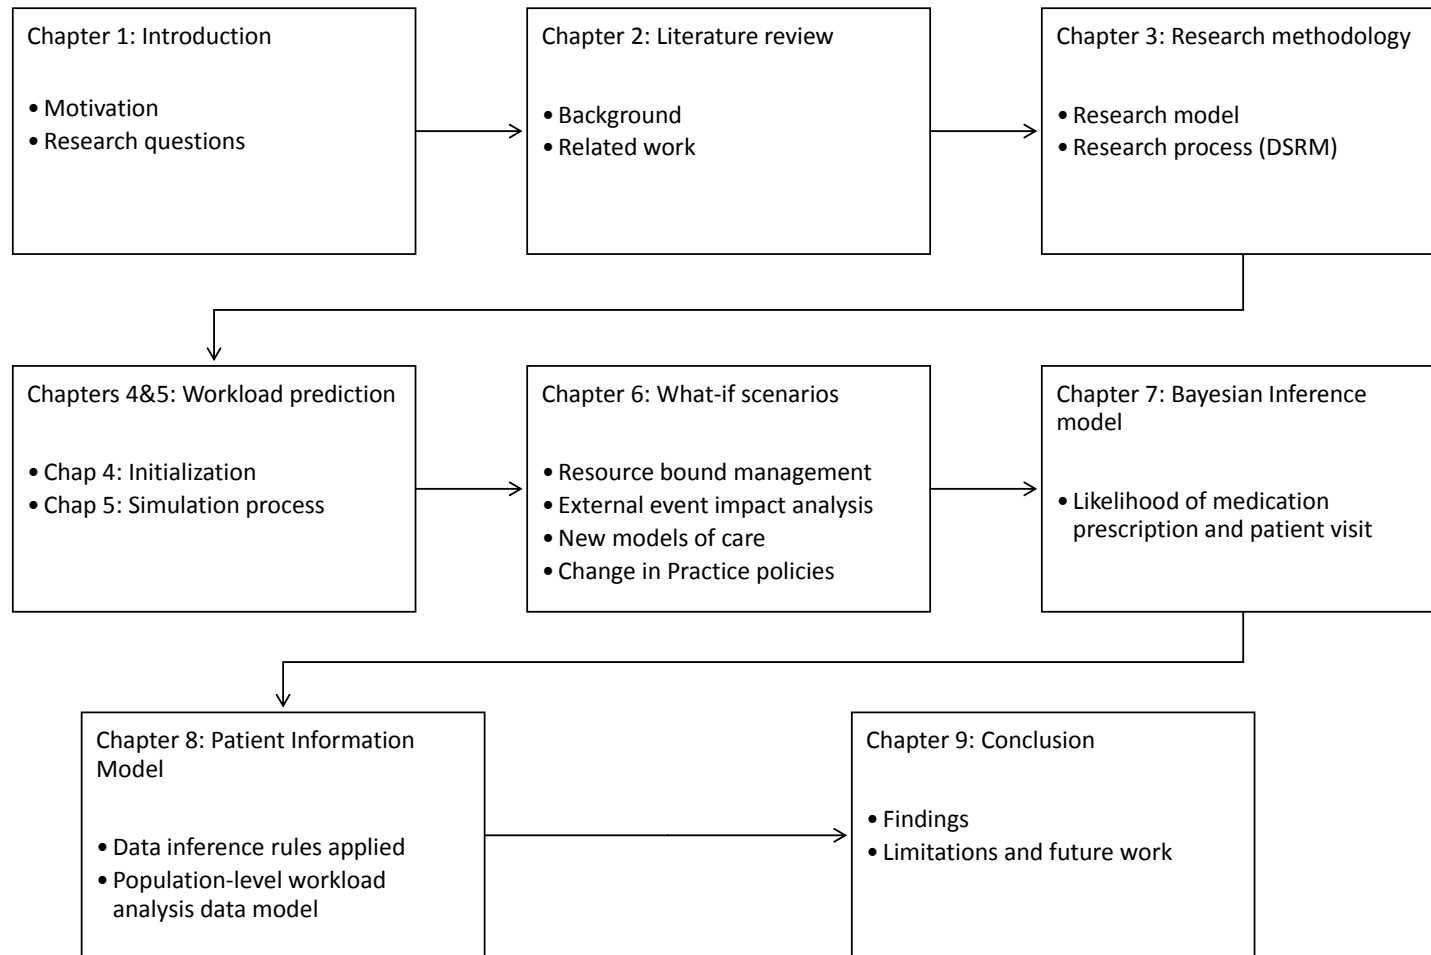 Chapter 1: Introduction
• Motivation
• Research questions
Chapter 2: Literature review
• Background
• Related work
Chapter 3: Research methodology
• Research model
• Research process (DSRM)
Chapters 4&5: Workload prediction
• Chap 4: Initialization
• Chap 5: Simulation process
Chapter 6: What-if scenarios
• Resource bound management
• External event impact analysis
• New models of care
• Change in Practice policies
Chapter 7: Bayesian Inference
model
• Likelihood of medication
prescription and patient visit
Chapter 8: Patient Information
Model
• Data inference rules applied
• Population-level workload
analysis data model
Chapter 9: Conclusion
• Findings
• Limitations and future work